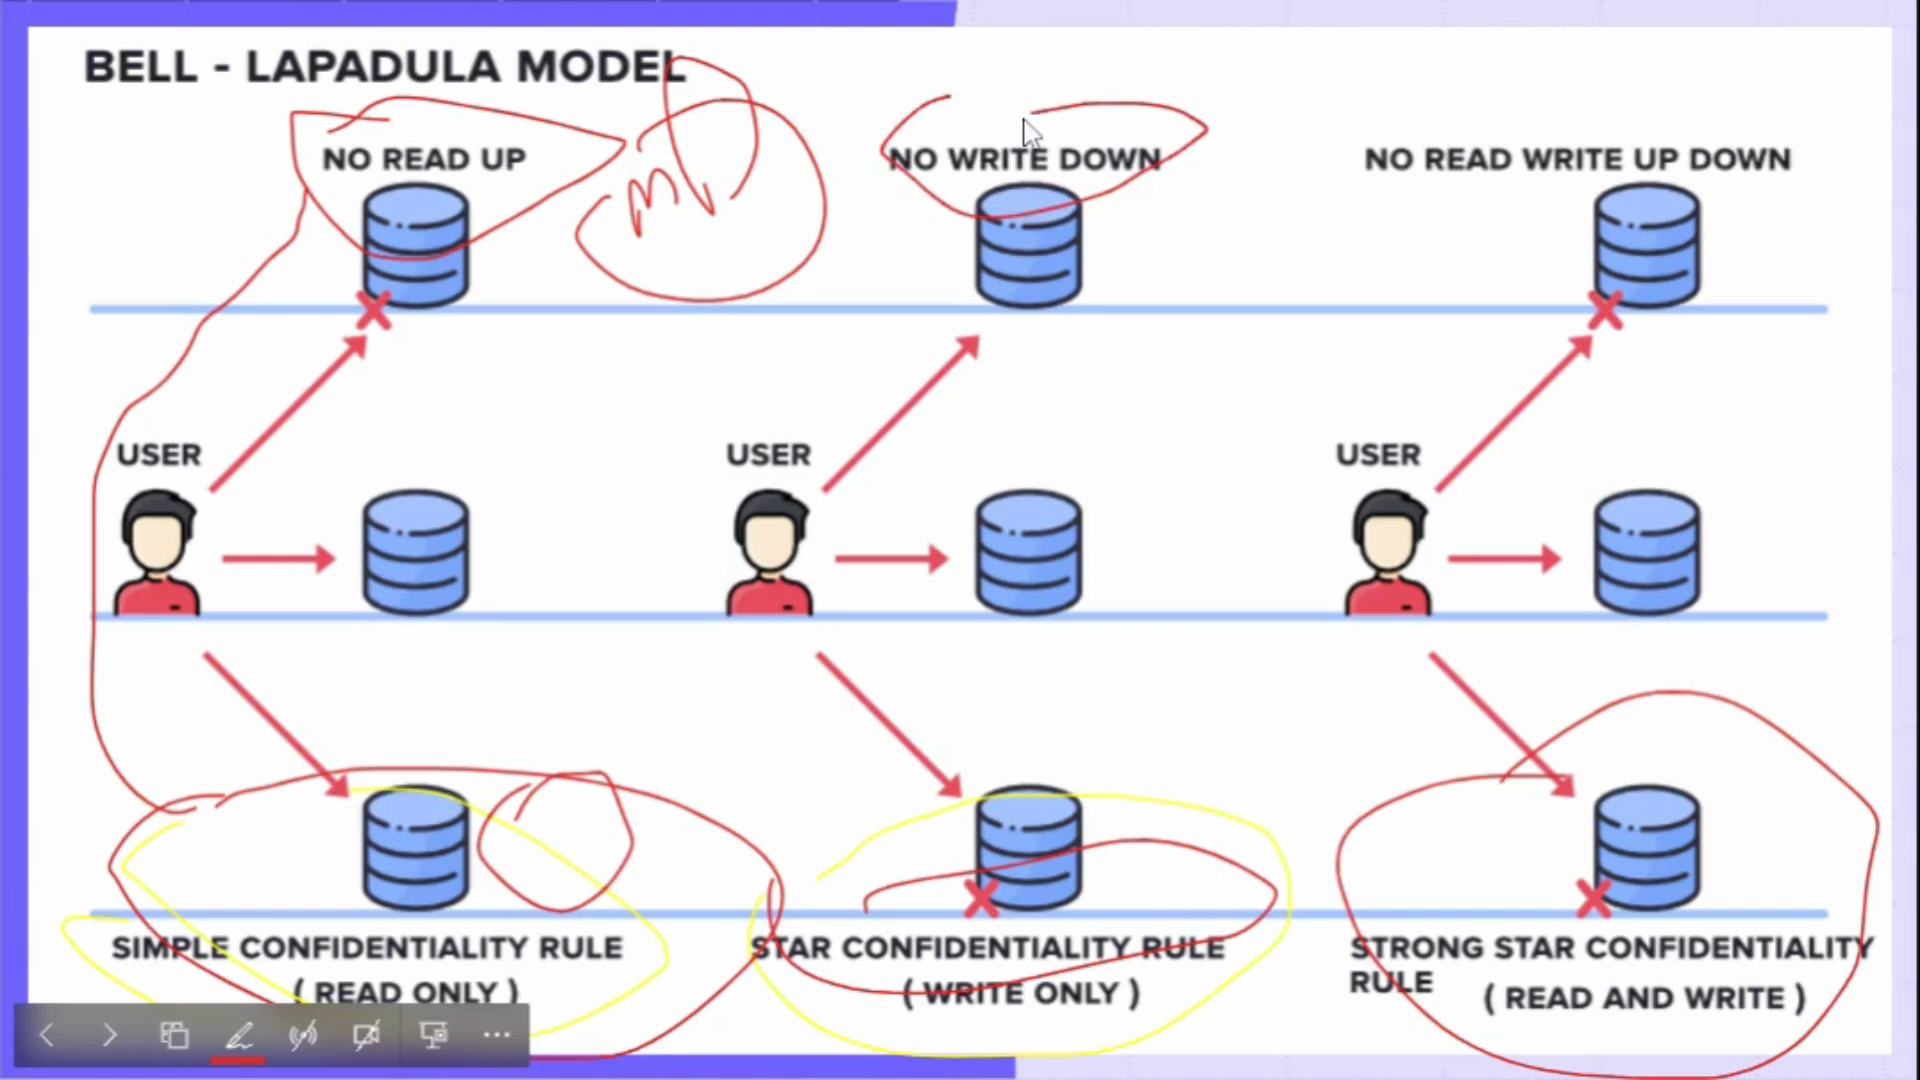 BELL - LAPADULA MODEL
NO READ UP
NO WRITE DOWN
NO READ WRITE UP DOWN
USER
USER
USER
SIMPLE CONFIDENTIALITY RULE
( READ ONLY )
STAR CONFIDENTIALITY RULE
( WRITE ONLY )
STRONG STAR CONFIDENTIALITY
RULE
( READ AND WRITE )